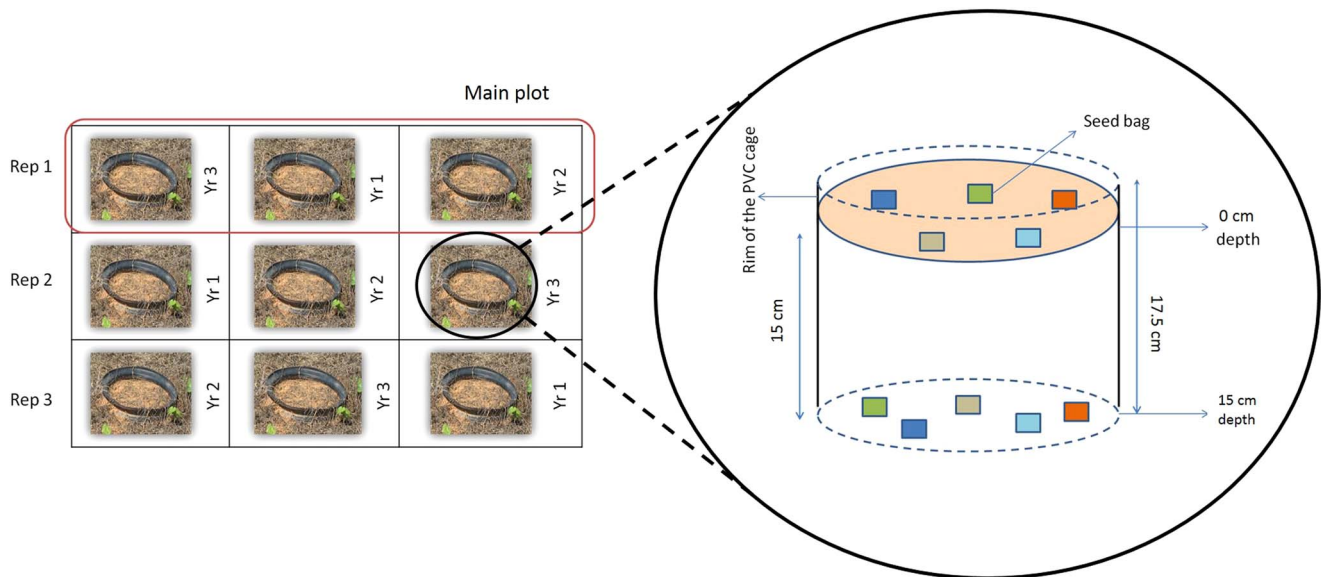 Main plot
Rep 1
Yr 3
Yr 1
Yr 2
Rep 2
Yr 1
Yr 2
Yr 3
Rep 3
Yr 2
Yr 3
Yr 1
Seed bag
Rim of the PVC cage
0 cm
depth
15 cm
17.5 cm
15 cm
depth